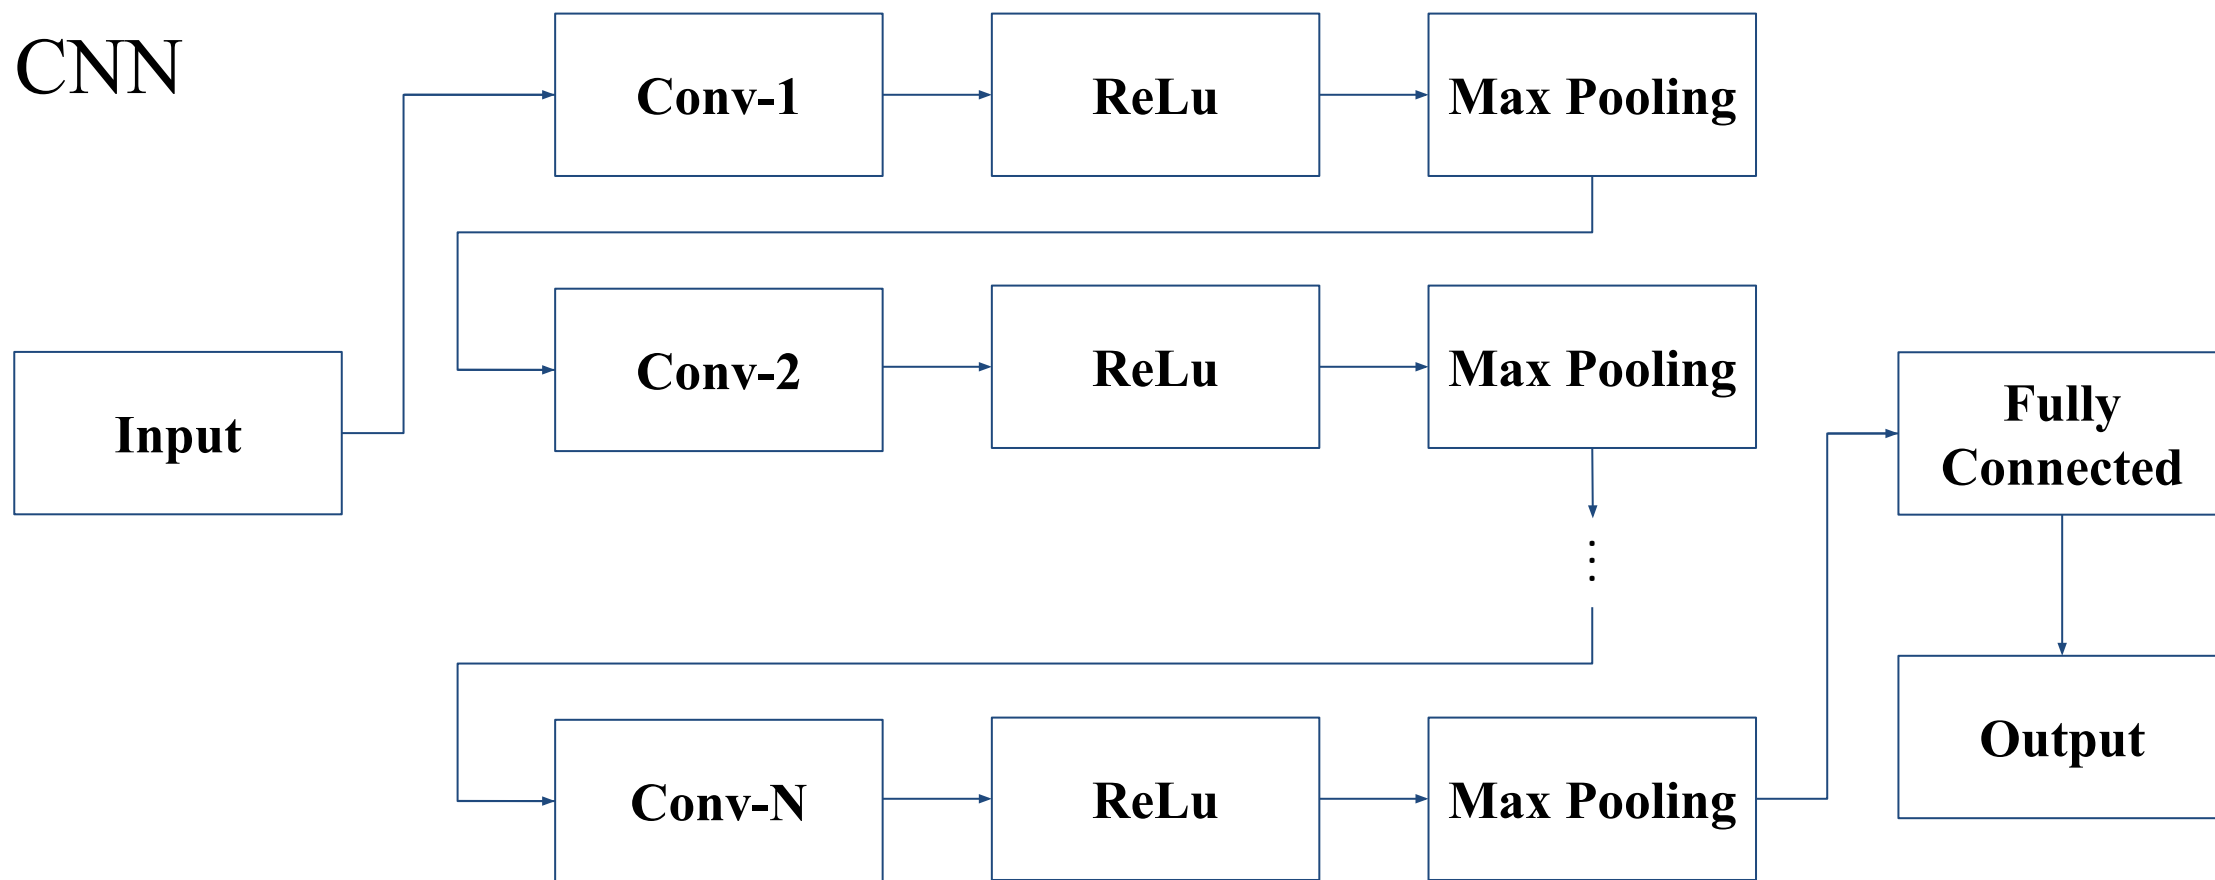 CNN
Conv-1
ReLu
Max Pooling
Conv-2
ReLu
Max Pooling
Input
Fully
Connected
⋮
Conv-N
ReLu
Max Pooling
Output